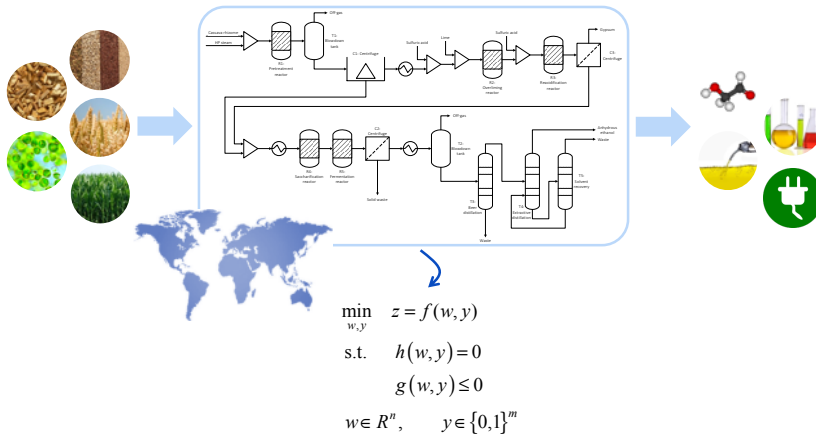 Off-gas
T1:
Blowdown
tank
Cassava rhizome
HP steam
R1:
Pretreatment
reactor
C1: Centrifuge
Sulfuric acid
Lime
Sulfuric acid
R2:
Overliming
reactor
R3:
Reacidification
reactor
Gypsum
C3:
Centrifuge
C2:
Centrifuge
Off-gas
T2:
Blowdown
tank
Anhydrous
ethanol
Waste
R4:
Saccharification
reactor
R5:
Fermentation
reactor
Solid waste
T3:
Beer
distillation
T4:
Extractive
distillation
T5:
Solvent
recovery
Waste
min z = f(w, y)
w,y
s.t. h(w, y) = 0
g(w, y) ≤ 0
w ∈ Rⁿ, y ∈ {0,1}ᵐ